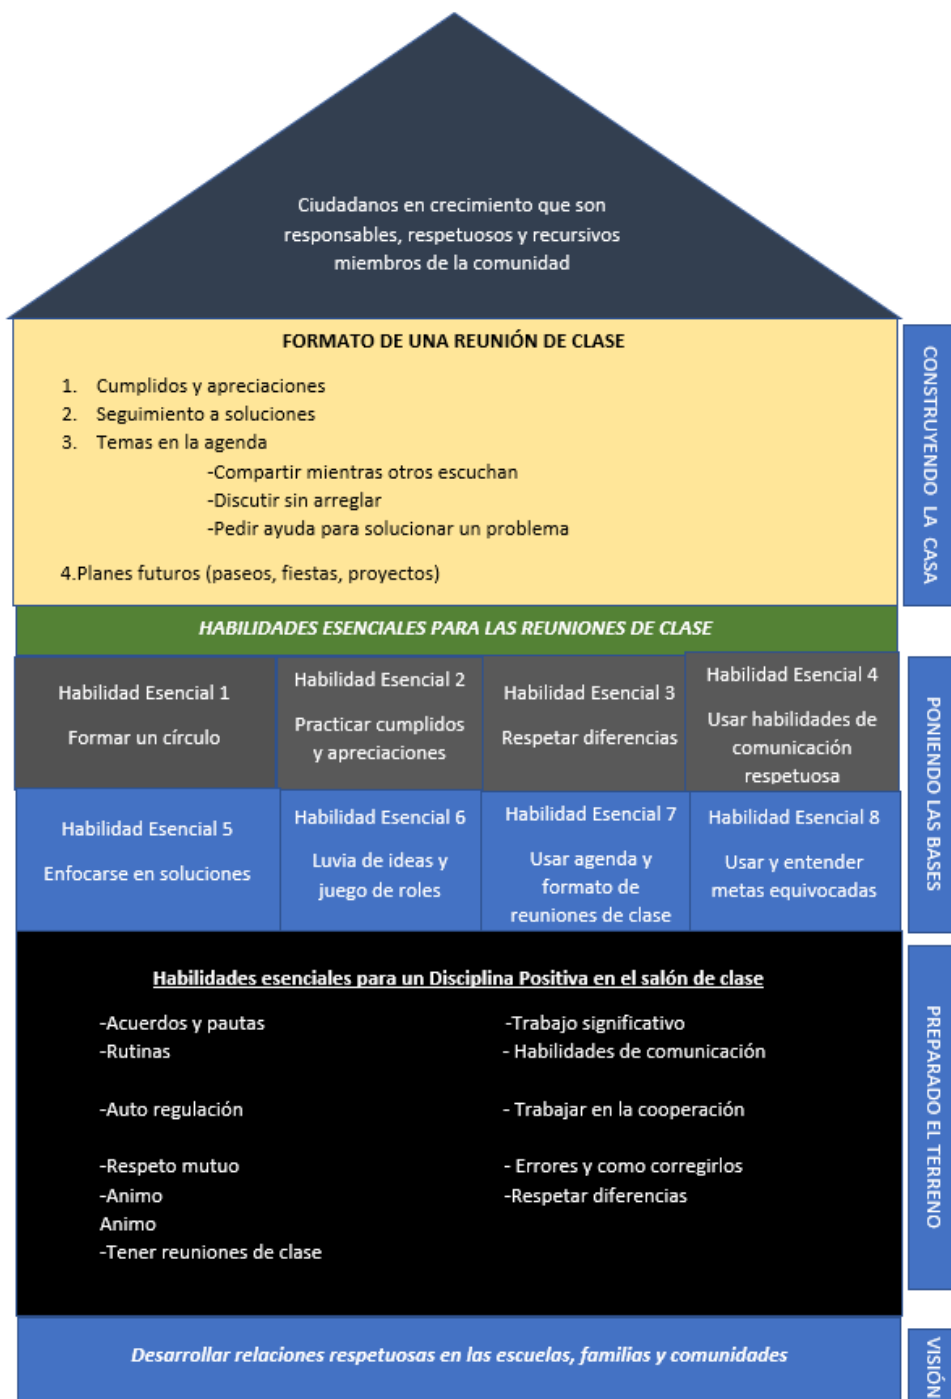 Ciudadanos en crecimiento que son
responsables, respetuosos y recursivos
miembros de la comunidad
FORMATO DE UNA REUNIÓN DE CLASE
1. Cumplidos y apreciaciones
2. Seguimiento a soluciones
3. Temas en la agenda
-Compartir mientras otros escuchan
-Discutir sin arreglar
-Pedir ayuda para solucionar un problema
4.Planes futuros (paseos, fiestas, proyectos)
CONSTRUYENDO LA CASA
HABILIDADES ESENCIALES PARA LAS REUNIONES DE CLASE
Habilidad Esencial 1
Formar un círculo
Habilidad Esencial 2
Practicar cumplidos
y apreciaciones
Habilidad Esencial 3
Respetar diferencias
Habilidad Esencial 4
Usar habilidades de
comunicación
respetuosa
Habilidad Esencial 5
Enfocarse en soluciones
Habilidad Esencial 6
Luvia de ideas y
juego de roles
Habilidad Esencial 7
Usar agenda y
formato de
reuniones de clase
Habilidad Esencial 8
Usar y entender
metas equivocadas
PONIENDO LAS BASES
Habilidades esenciales para un Disciplina Positiva en el salón de clase
-Acuerdos y pautas
-Rutinas
-Auto regulación
-Respeto mutuo
-Animo
Animo
-Tener reuniones de clase
-Trabajo significativo
- Habilidades de comunicación
- Trabajar en la cooperación
- Errores y como corregirlos
-Respetar diferencias
PREPARADO EL TERRENO
Desarrollar relaciones respetuosas en las escuelas, familias y comunidades
VISIÓN